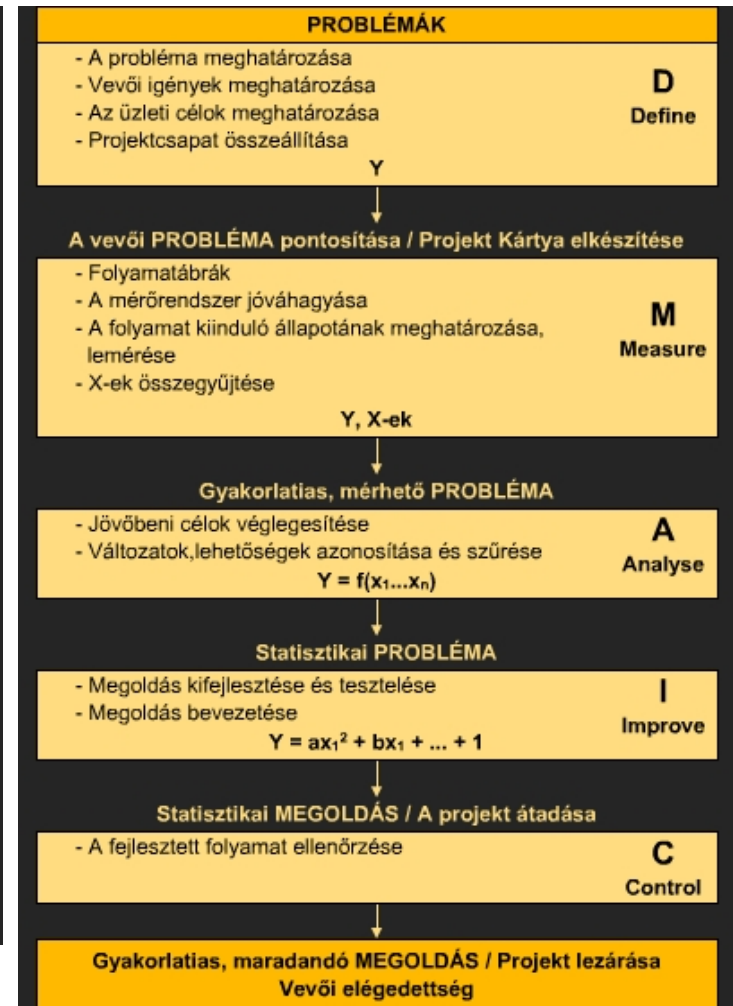 PROBLÉMÁK
- A probléma meghatározása
- Vevői igények meghatározása
- Az üzleti célok meghatározása
- Projektcsapat összeállítása
D
Define
Y
A vevői PROBLÉMA pontosítása / Projekt Kártya elkészítése
- Folyamatábrák
- A mérőrendszer jóváhagyása
- A folyamat kiinduló állapotának meghatározása,
lemérése
- X-ek összegyűjtése
M
Measure
Y, X-ek
Gyakorlatias, mérhető PROBLÉMA
- Jövőbeni célok véglegesítése
- Változatok,lehetőségek azonosítása és szűrése
A
Analyse
Y = f(x₁...xₙ)
Statisztikai PROBLÉMA
- Megoldás kifejlesztése és tesztelése
- Megoldás bevezetése
I
Improve
Y = ax₁² + bx₁ + ... + 1
Statisztikai MEGOLDÁS / A projekt átadása
- A fejlesztett folyamat ellenőrzése
C
Control
Gyakorlatias, maradandó MEGOLDÁS / Projekt lezárása
Vevői elégedettség